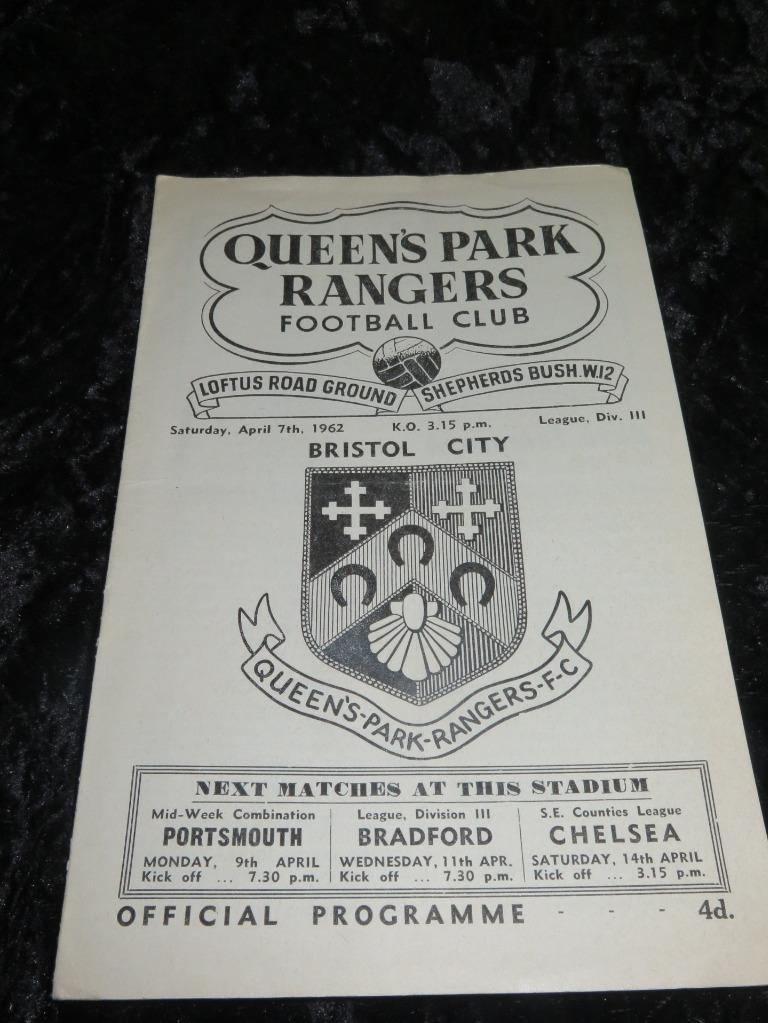 QUEEN'S PARK
RANGERS
FOOTBALL CLUB
LOFTUS ROAD GROUND SHEPHERDS BUSH.W.12
Saturday, April 7th, 1962 K.O. 3.15 p.m. League, Div. III
BRISTOL CITY
QUEEN'S-PARK-RANGERS-F-C
NEXT MATCHES AT THIS STADIUM
Mid-Week Combination League, Division III S.E. Counties League
PORTSMOUTH BRADFORD CHELSEA
MONDAY, 9th APRIL WEDNESDAY, 11th APR. SATURDAY, 14th APRIL
Kick off ... 7.30 p.m. Kick off ... 7.30 p.m. Kick off ... 3.15 p.m.
OFFICIAL PROGRAMME - - - 4d.